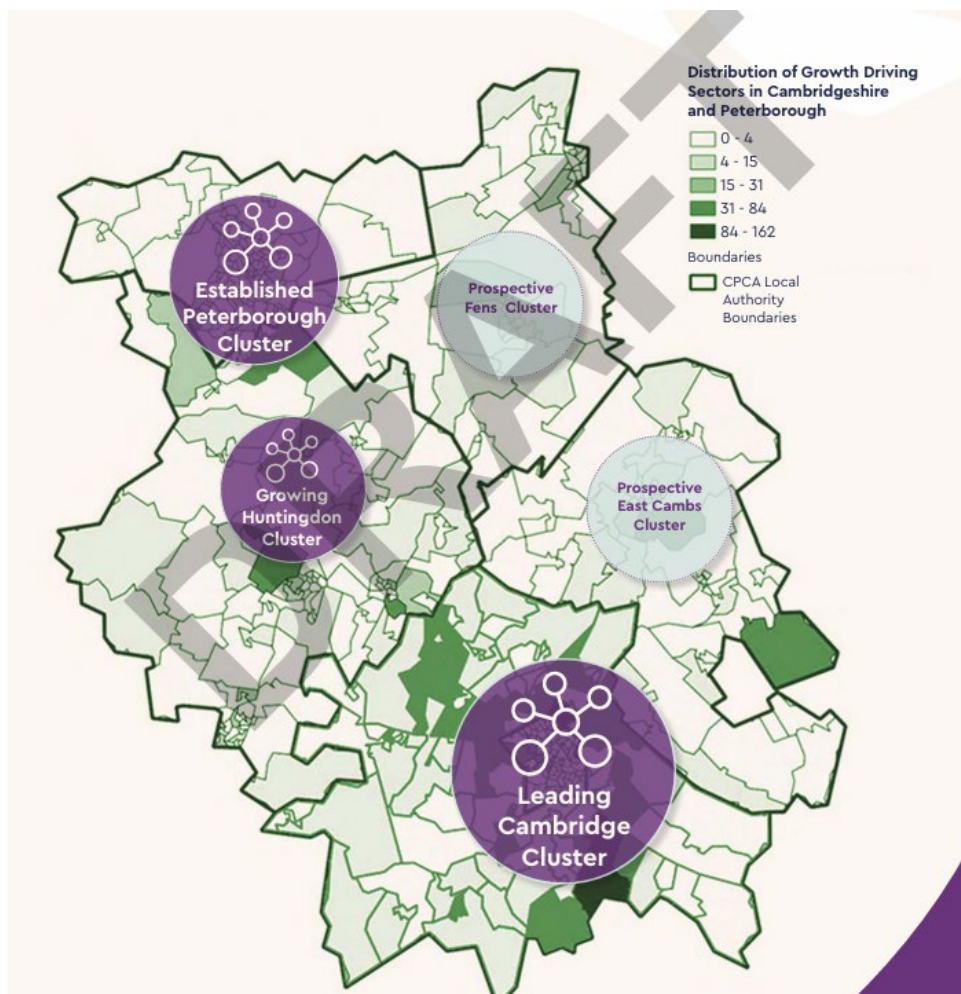 Distribution of Growth Driving
Sectors in Cambridgeshire
and Peterborough
0 - 4
4 - 15
15 - 31
31 - 84
84 - 162
Boundaries
CPCA Local
Authority
Boundaries
Established
Peterborough
Cluster
Prospective
Fens Cluster
Growing
Huntingdon
Cluster
Prospective
East Cambs
Cluster
Leading
Cambridge
Cluster
DRAFT